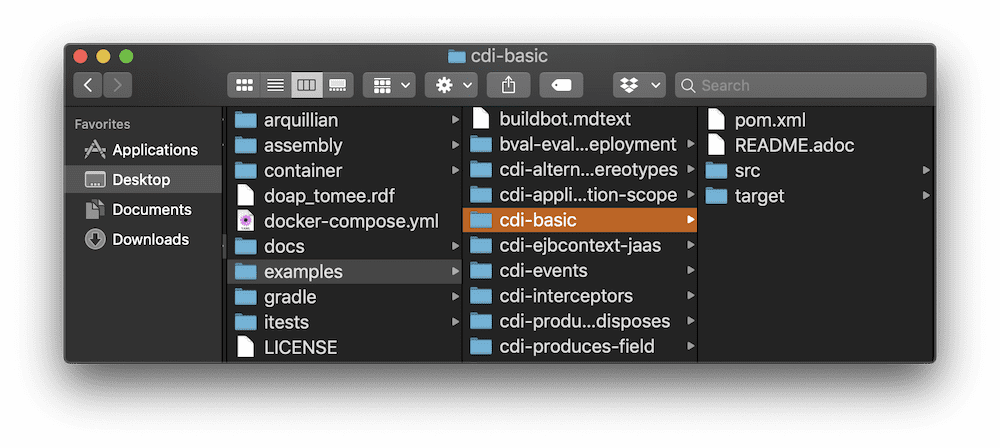 cdi-basic
Search
Favorites
Applications
Desktop
Documents
Downloads
arquillian
assembly
container
doap_tomee.rdf
docker-compose.yml
docs
examples
gradle
itests
LICENSE
buildbot.mdtext
bval-eval...eployment
cdi-altern...ereotypes
cdi-appli...tion-scope
cdi-basic
cdi-ejbcontext-jaas
cdi-events
cdi-interceptors
cdi-produ...disposes
cdi-produces-field
pom.xml
README.adoc
src
target